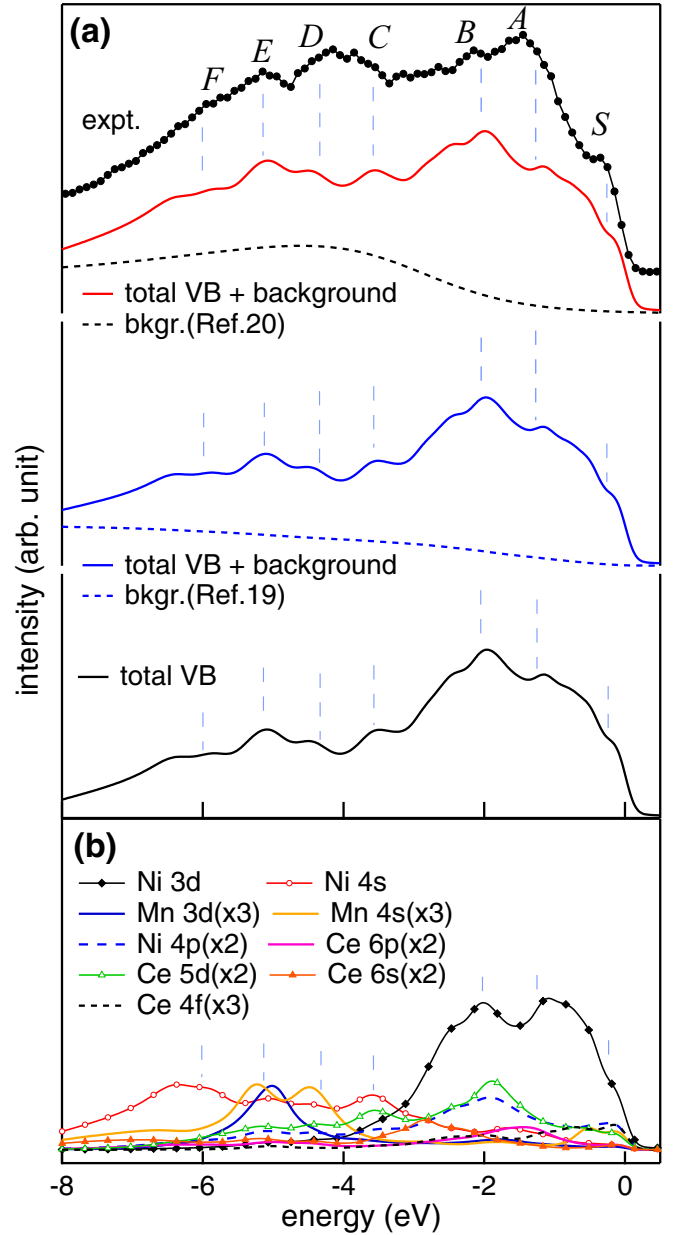 (a)
F E D C B A S
expt.
total VB + background
bkgr.(Ref.20)
total VB + background
bkgr.(Ref.19)
total VB
intensity (arb. unit)
(b)
Ni 3d Ni 4s
Mn 3d(x3) Mn 4s(x3)
Ni 4p(x2) Ce 6p(x2)
Ce 5d(x2) Ce 6s(x2)
Ce 4f(x3)
-8 -6 -4 -2 0
energy (eV)